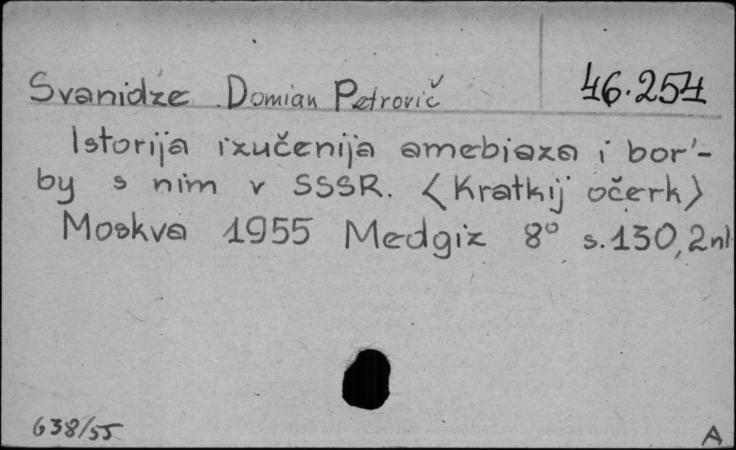 Svanidze Domian Petrovič 46.254
Istorija izučenija amebiaza i bor'-
by s nim v SSSR. <Kratkij očerk>
Moskva 1955 Medgiz 8° s.130,2nl
638/55 A